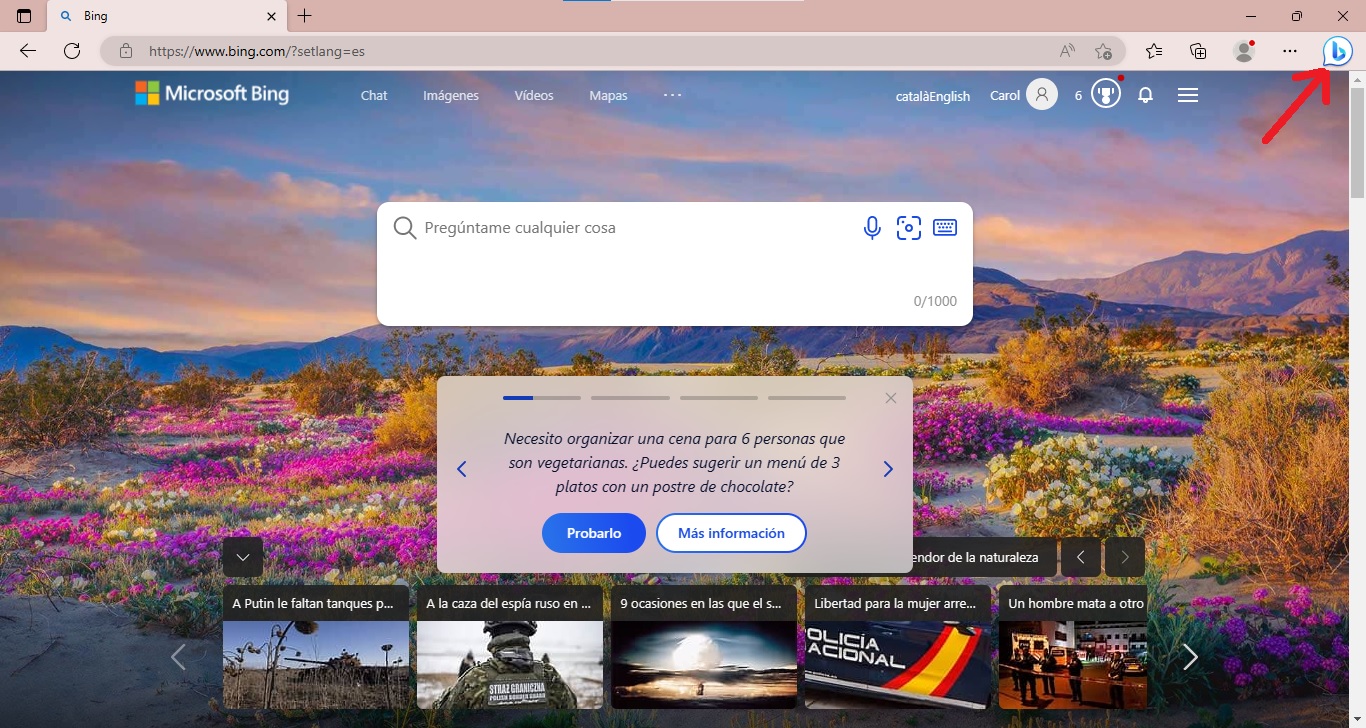 Bing
https://www.bing.com/?setlang=es
Microsoft Bing
Chat
Imágenes
Vídeos
Mapas
catalàEnglish
Carol
6
Pregúntame cualquier cosa
0/1000
Necesito organizar una cena para 6 personas que
son vegetarianas. ¿Puedes sugerir un menú de 3
platos con un postre de chocolate?
Probarlo
Más información
endor de la naturaleza
A Putin le faltan tanques p...
A la caza del espía ruso en ...
9 ocasiones en las que el s...
Libertad para la mujer arre...
Un hombre mata a otro
STRAZ GRANICZNA
POLISH BORDER GUARD
OLICÍA
ACIONAL